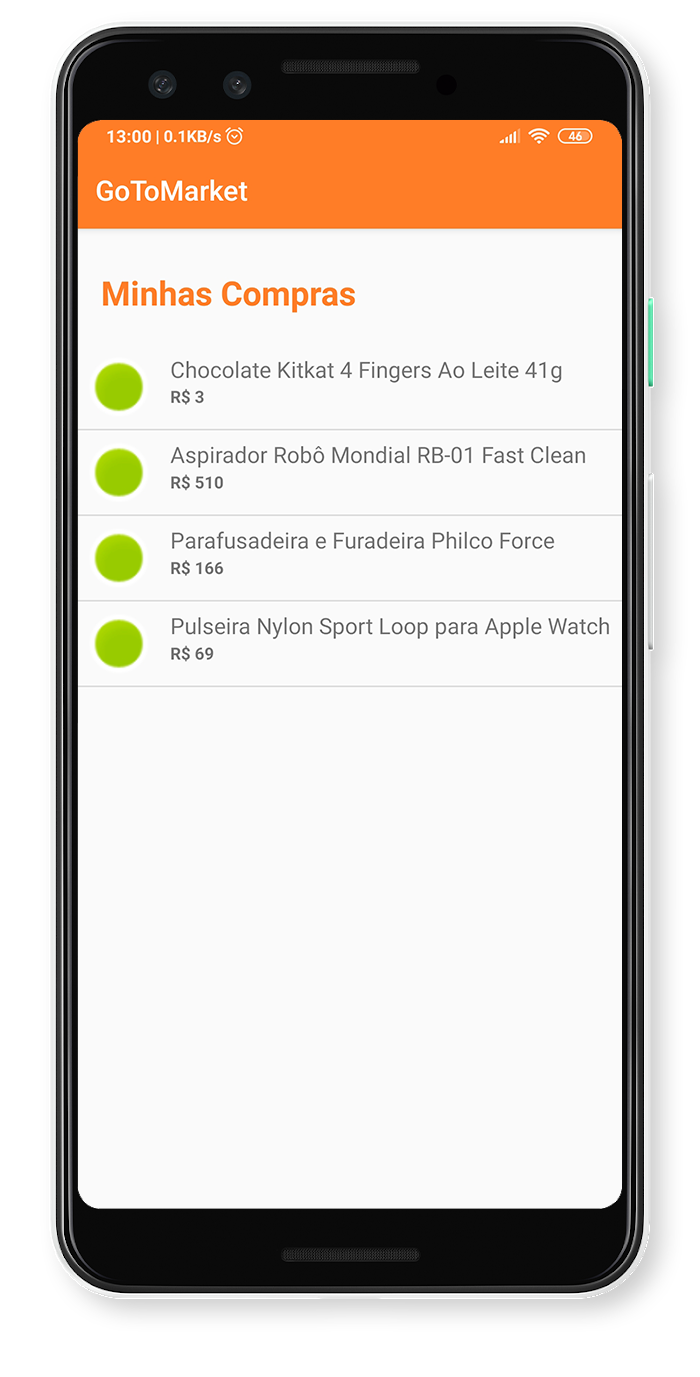 13:00 | 0.1KB/s
46
GoToMarket
Minhas Compras
Chocolate Kitkat 4 Fingers Ao Leite 41g
R$ 3
Aspirador Robô Mondial RB-01 Fast Clean
R$ 510
Parafusadeira e Furadeira Philco Force
R$ 166
Pulseira Nylon Sport Loop para Apple Watch
R$ 69